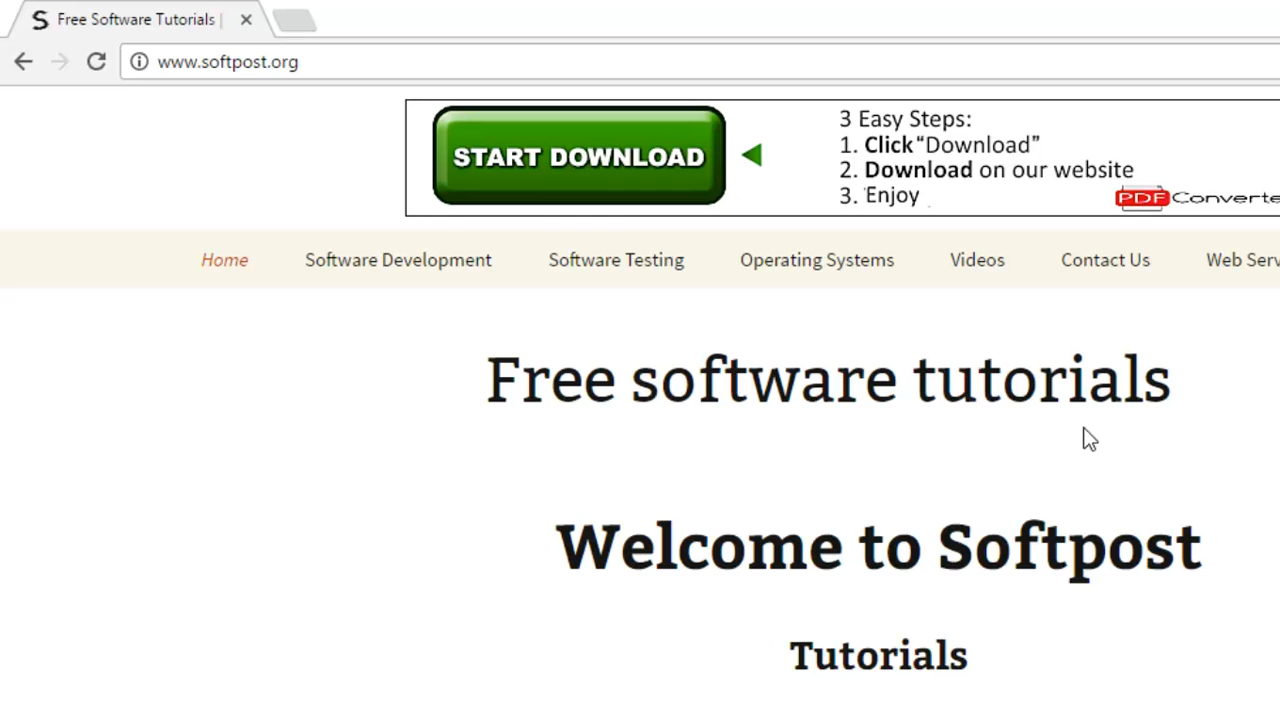 Free Software Tutorials |
www.softpost.org
START DOWNLOAD
3 Easy Steps:
1. Click “Download”
2. Download on our website
3. Enjoy
PDF Converte
Home Software Development Software Testing Operating Systems Videos Contact Us Web Serv
Free software tutorials
Welcome to Softpost
Tutorials